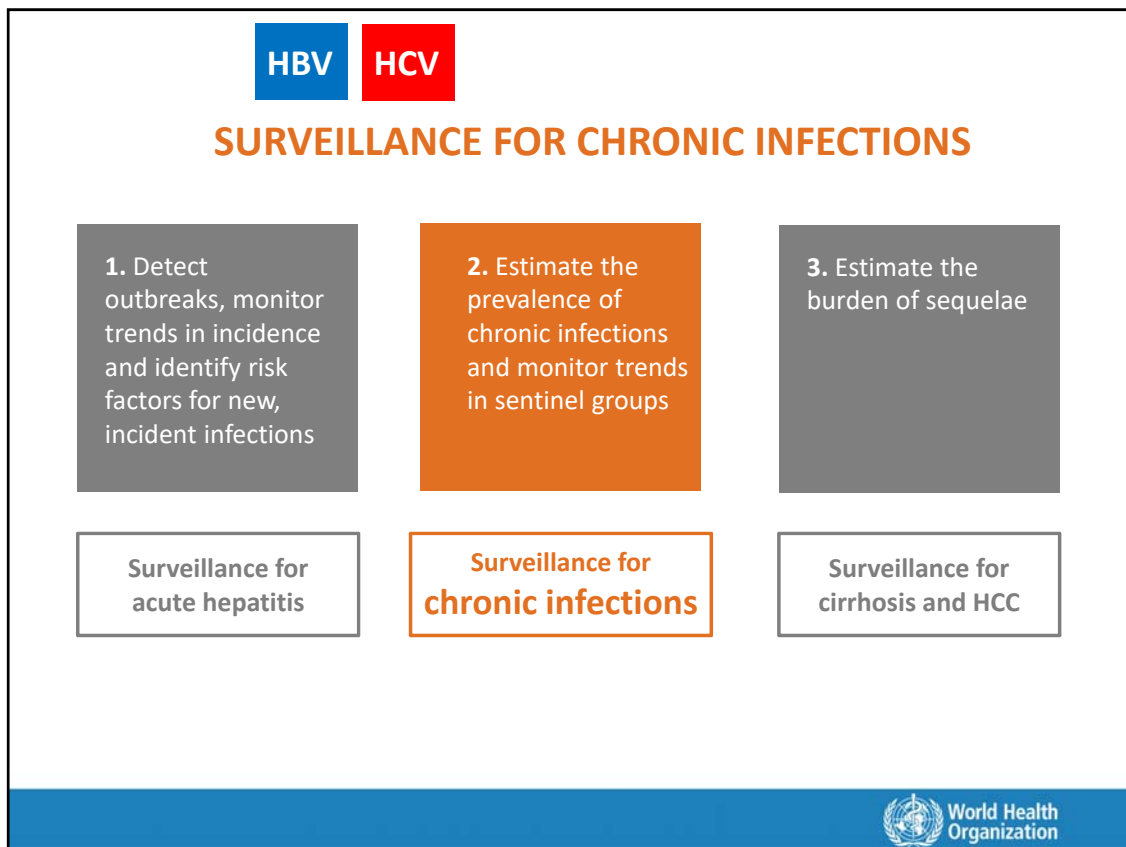 HBV HCV
SURVEILLANCE FOR CHRONIC INFECTIONS
1. Detect
outbreaks, monitor
trends in incidence
and identify risk
factors for new,
incident infections
2. Estimate the
prevalence of
chronic infections
and monitor trends
in sentinel groups
3. Estimate the
burden of sequelae
Surveillance for
acute hepatitis
Surveillance for
chronic infections
Surveillance for
cirrhosis and HCC
World Health
Organization